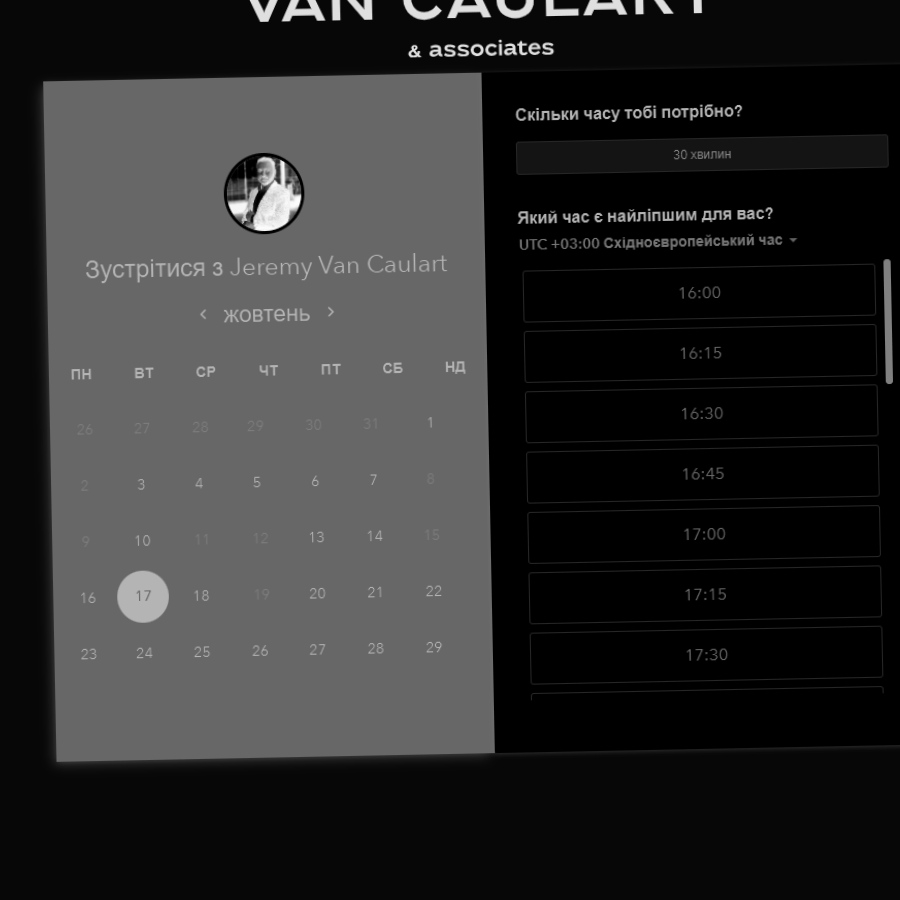 VAN CAULART
& associates
Зустрітися з Jeremy Van Caulart
жовтень
ПН ВТ СР ЧТ ПТ СБ НД
26 27 28 29 30 31 1
2 3 4 5 6 7 8
9 10 11 12 13 14 15
16 17 18 19 20 21 22
23 24 25 26 27 28 29
Скільки часу тобі потрібно?
30 хвилин
Який час є найліпшим для вас?
UTC +03:00 Східноєвропейський час
16:00
16:15
16:30
16:45
17:00
17:15
17:30